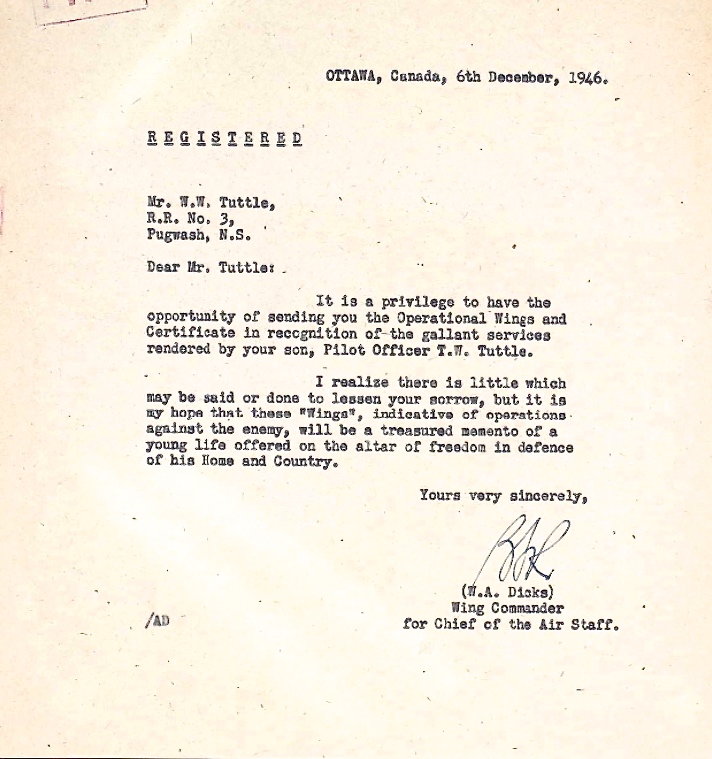 OTTAWA, Canada, 6th December, 1946.
REGISTERED
Mr. W.W. Tuttle,
R.R. No. 3,
Pugwash, N.S.
Dear Mr. Tuttle:
It is a privilege to have the
opportunity of sending you the Operational Wings and
Certificate in recognition of the gallant services
rendered by your son, Pilot Officer T.W. Tuttle.
I realize there is little which
may be said or done to lessen your sorrow, but it is
my hope that these "Wings", indicative of operations
against the enemy, will be a treasured memento of a
young life offered on the altar of freedom in defence
of his Home and Country.
Yours very sincerely,
(W.A. Dicks)
Wing Commander
for Chief of the Air Staff.
/AD